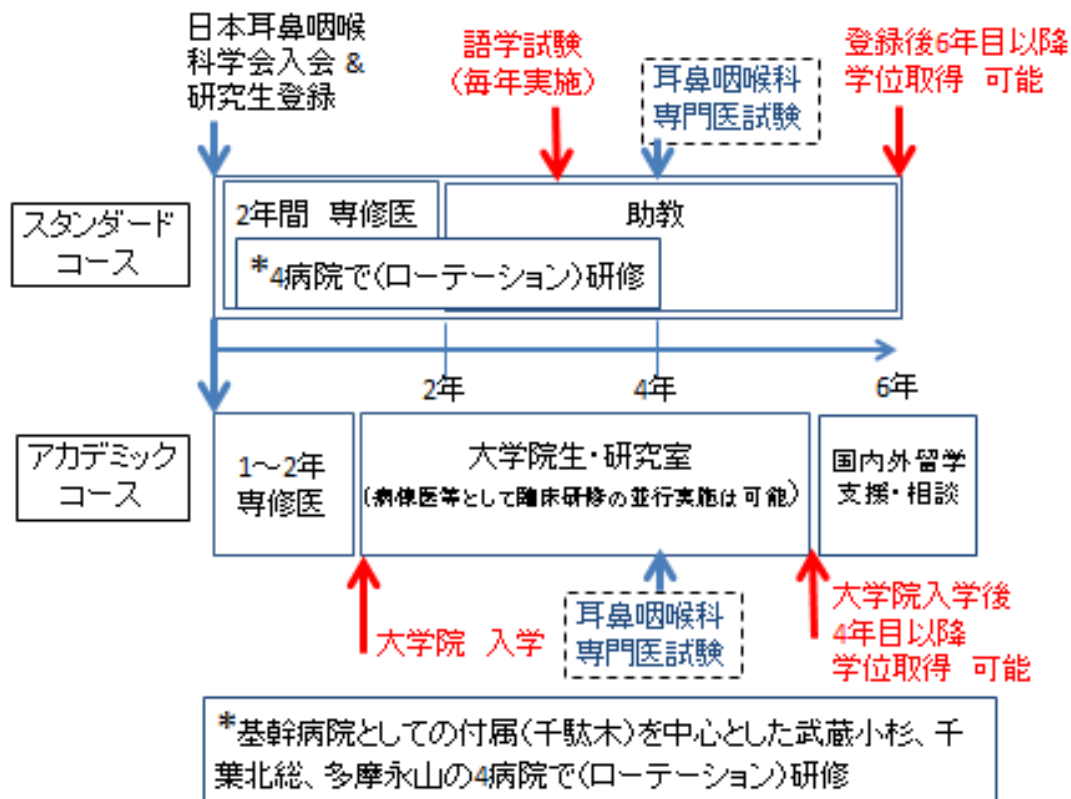 日本耳鼻咽喉
科学会入会 &
研究生登録
語学試験
(毎年実施)
耳鼻咽喉科
専門医試験
登録後6年目以降
学位取得 可能
スタンダード
コース
2年間 専修医
助教
*4病院で(ローテーション)研修
2年
4年
6年
アカデミック
コース
1~2年
専修医
大学院生・研究室
(病像医等として臨床研修の並行実施は可能)
国内外留学
支援・相談
大学院 入学
耳鼻咽喉科
専門医試験
大学院入学後
4年目以降
学位取得 可能
*基幹病院としての付属(千駄木)を中心とした武蔵小杉、千
葉北総、多摩永山の4病院で(ローテーション)研修